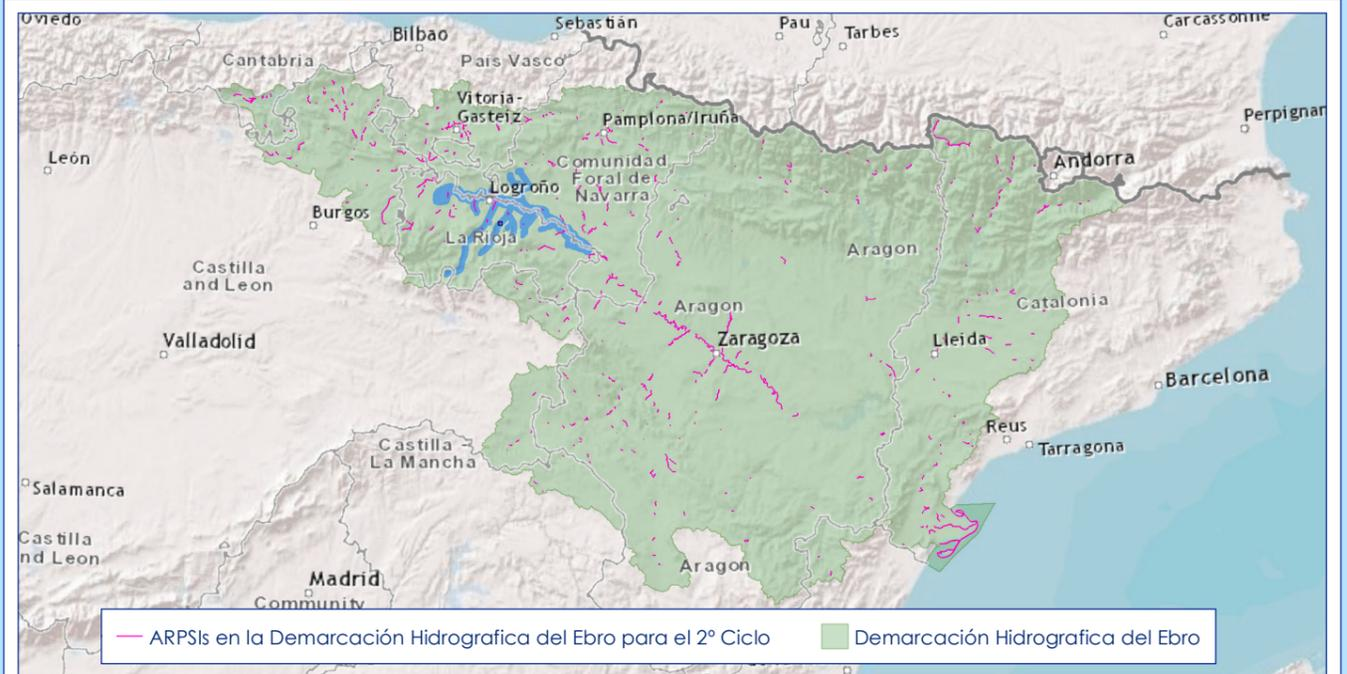 Oviedo
Bilbao
Sebastián
Pau
Tarbes
Carcassonne
Cantabria
País Vasco
Vitoria-
Gasteiz
Pamplona/Iruña
Perpignan
León
Andorra
Comunidad
Foral de
Navarra
Logroño
Burgos
La Rioja
Aragon
Castilla
and Leon
Aragon
Catalonia
Valladolid
Zaragoza
Lleida
Barcelona
Reus
Tarragona
Castilla -
La Mancha
Salamanca
Castilla
nd Leon
Aragon
Madrid
Community
ARPSIs en la Demarcación Hidrografica del Ebro para el 2º Ciclo
Demarcación Hidrografica del Ebro